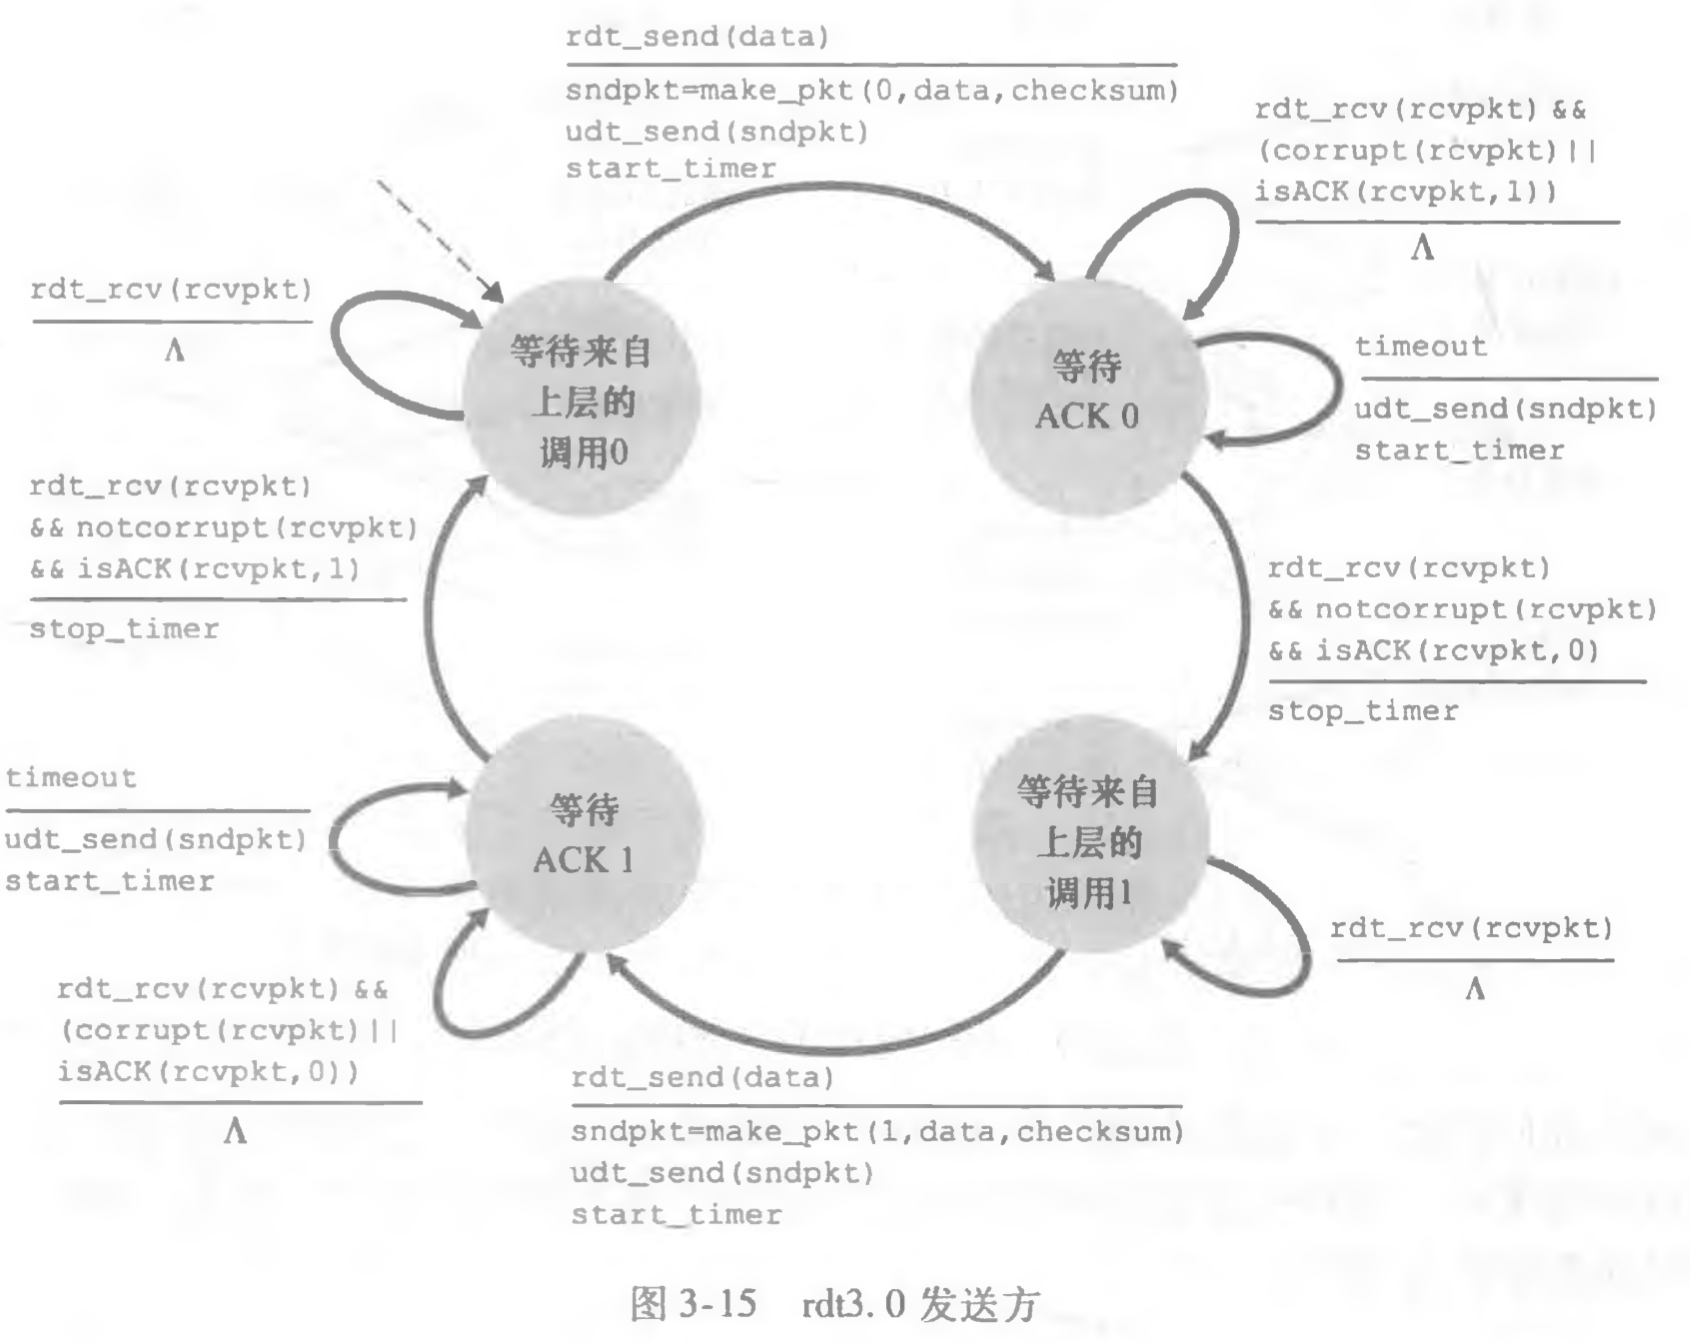 rdt_send(data)
sndpkt=make_pkt(0,data,checksum)
udt_send(sndpkt)
start_timer
rdt_rcv(rcvpkt) &&
(corrupt(rcvpkt)||
isACK(rcvpkt,1))
Λ
rdt_rcv(rcvpkt)
Λ
等待来自
上层的
调用0
等待
ACK 0
timeout
udt_send(sndpkt)
start_timer
rdt_rcv(rcvpkt)
&& notcorrupt(rcvpkt)
&& isACK(rcvpkt,1)
stop_timer
rdt_rcv(rcvpkt)
&& notcorrupt(rcvpkt)
&& isACK(rcvpkt,0)
stop_timer
timeout
udt_send(sndpkt)
start_timer
等待
ACK 1
等待来自
上层的
调用1
rdt_rcv(rcvpkt)
Λ
rdt_rcv(rcvpkt) &&
(corrupt(rcvpkt)||
isACK(rcvpkt,0))
Λ
rdt_send(data)
sndpkt=make_pkt(1,data,checksum)
udt_send(sndpkt)
start_timer
图 3-15 rdt3. 0 发送方